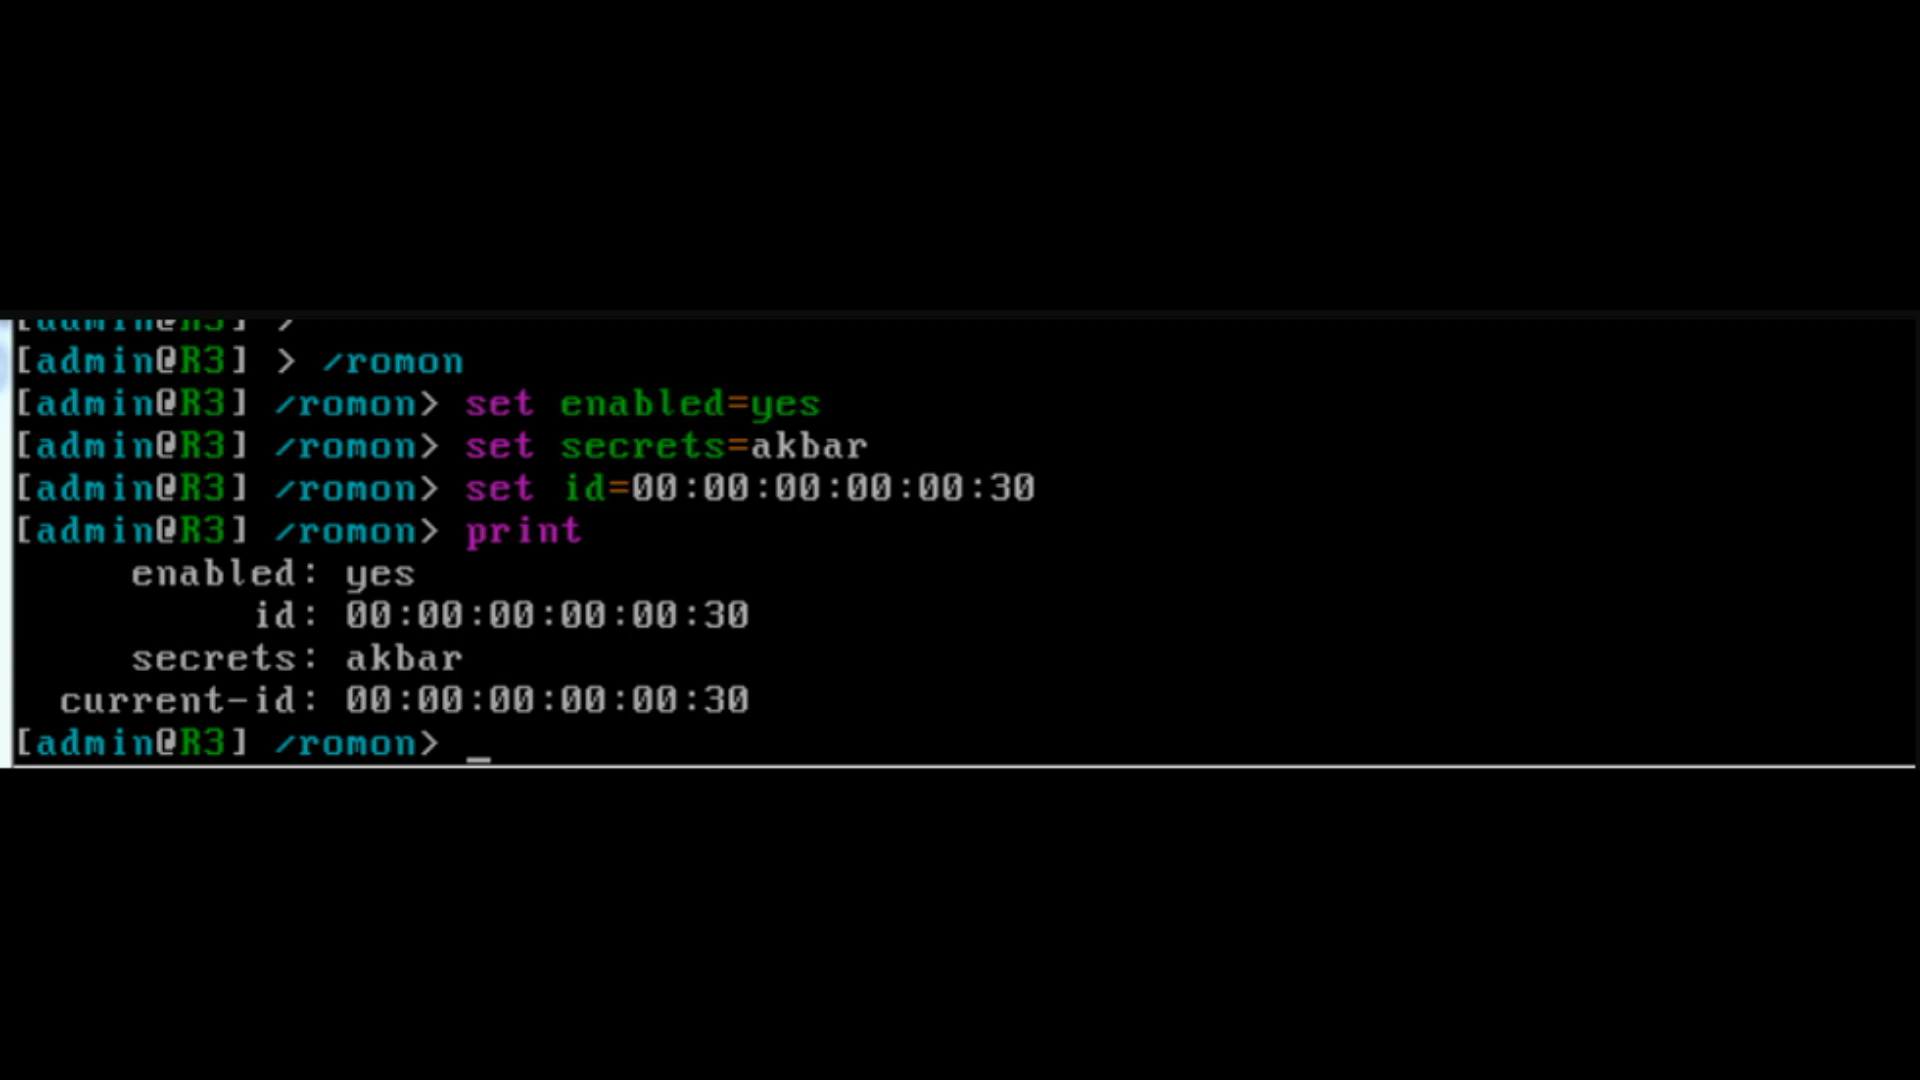 [admin@R3] >
[admin@R3] > /romon
[admin@R3] /romon> set enabled=yes
[admin@R3] /romon> set secrets=akbar
[admin@R3] /romon> set id=00:00:00:00:00:30
[admin@R3] /romon> print
enabled: yes
id: 00:00:00:00:00:30
secrets: akbar
current-id: 00:00:00:00:00:30
[admin@R3] /romon> _